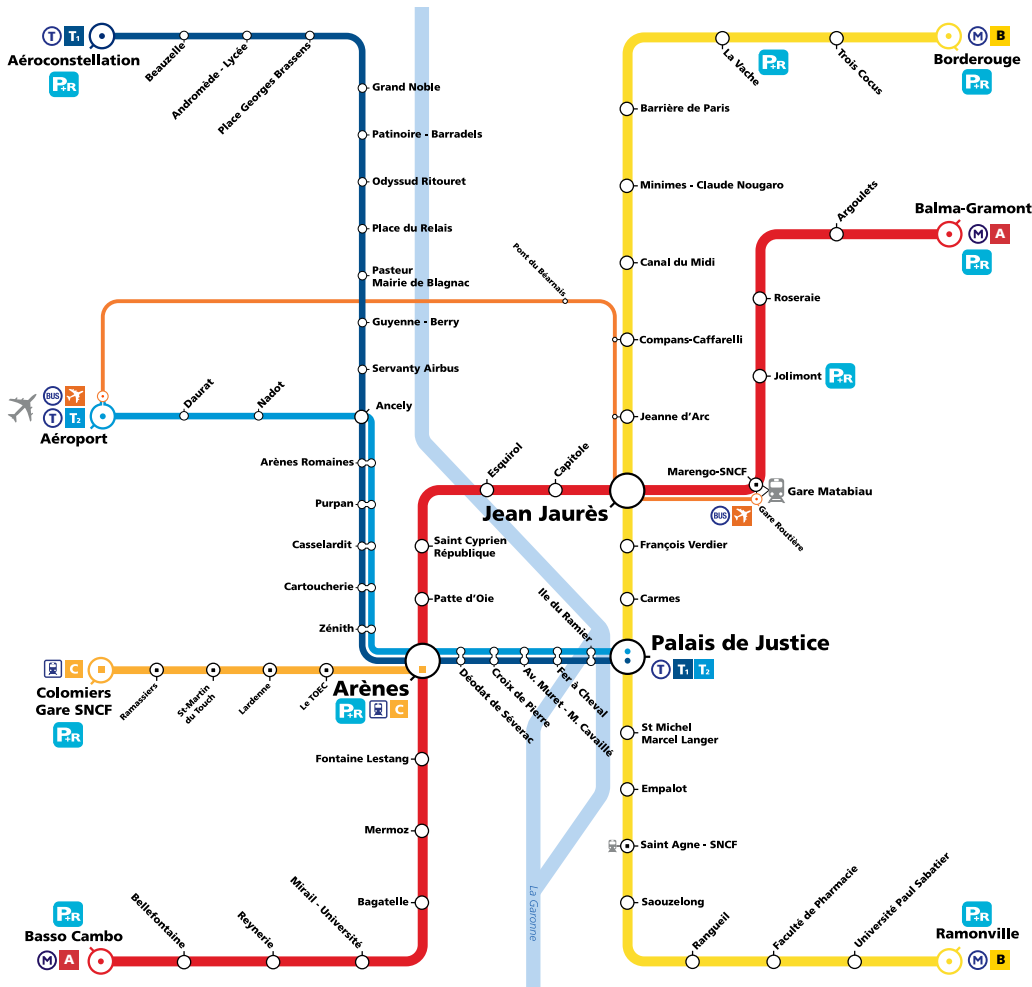 T T1
Aéroconstellation
P+R
Beauzelle
Andromède - Lycée
Place Georges Brassens
Grand Noble
Patinoire - Barradels
Odyssud Ritouret
Place du Relais
Pasteur
Mairie de Blagnac
Guyenne - Berry
Servanty Airbus
Ancely
BUS
T T2
Aéroport
Daurat
Nadot
Arènes Romaines
Purpan
Casselardit
Cartoucherie
Zénith
Pont du Béarnais
La Vache
P+R
Trois Cocus
M B
Borderouge
P+R
Barrière de Paris
Minimes - Claude Nougaro
Canal du Midi
Compans-Caffarelli
Jeanne d'Arc
Argoulets
Balma-Gramont
M A
P+R
Roseraie
Jolimont
P+R
Marengo-SNCF
Gare Matabiau
Gare Routière
BUS
Esquirol
Capitole
Jean Jaurès
Saint Cyprien
République
Patte d'Oie
François Verdier
Carmes
Ile du Ramier
Palais de Justice
T T1 T2
C
Colomiers
Gare SNCF
P+R
Ramassiers
St-Martin
du Touch
Lardenne
Le TOEC
Arènes
P+R C
Déodat de Séverac
Croix de Pierre
Av. Muret - M. Cavaillé
Fer à Cheval
Fontaine Lestang
Mermoz
Bagatelle
St Michel
Marcel Langer
Empalot
Saint Agne - SNCF
Saouzelong
La Garonne
P+R
Basso Cambo
M A
Bellefontaine
Reynerie
Mirail - Université
Rangueil
Faculté de Pharmacie
Université Paul Sabatier
P+R
Ramonville
M B